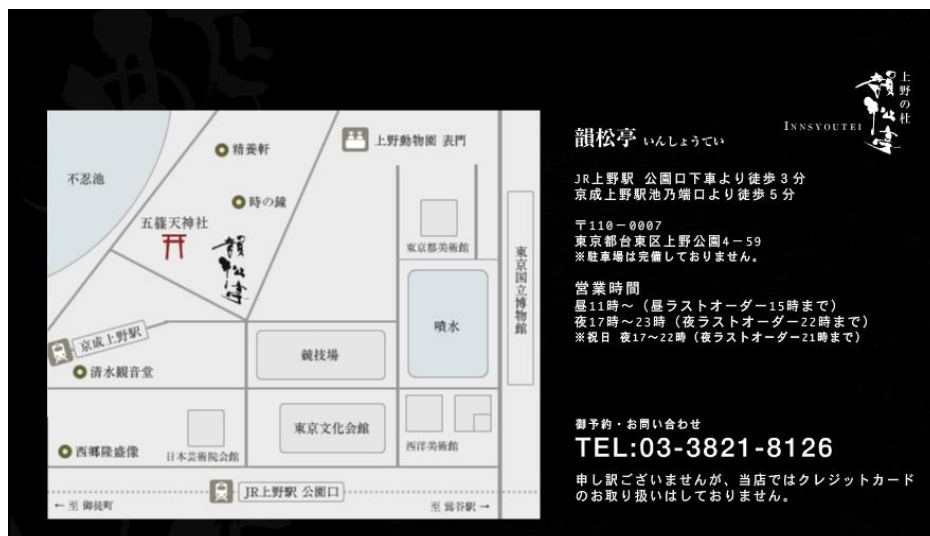 上野の杜
韻松亭
INNSYOUTEI
韻松亭 いんしょうてい
JR上野駅 公園口下車より徒歩3分
京成上野駅池乃端口より徒歩5分
〒110-0007
東京都台東区上野公園4-59
※駐車場は完備しておりません。
営業時間
昼11時〜(昼ラストオーダー15時まで)
夜17時〜23時(夜ラストオーダー22時まで)
※祝日 夜17〜22時(夜ラストオーダー21時まで)
御予約・お問い合わせ
TEL:03-3821-8126
申し訳ございませんが、当店ではクレジットカード
のお取り扱いはしておりません。
不忍池
精養軒
上野動物園 表門
時の鐘
五篠天神社
韻松亭
東京都美術館
東京国立博物館
噴水
京成上野駅
競技場
清水観音堂
東京文化会館
西洋美術館
西郷隆盛像
日本芸術院会館
JR上野駅 公園口
← 至 御徒町
至 鶯谷駅 →